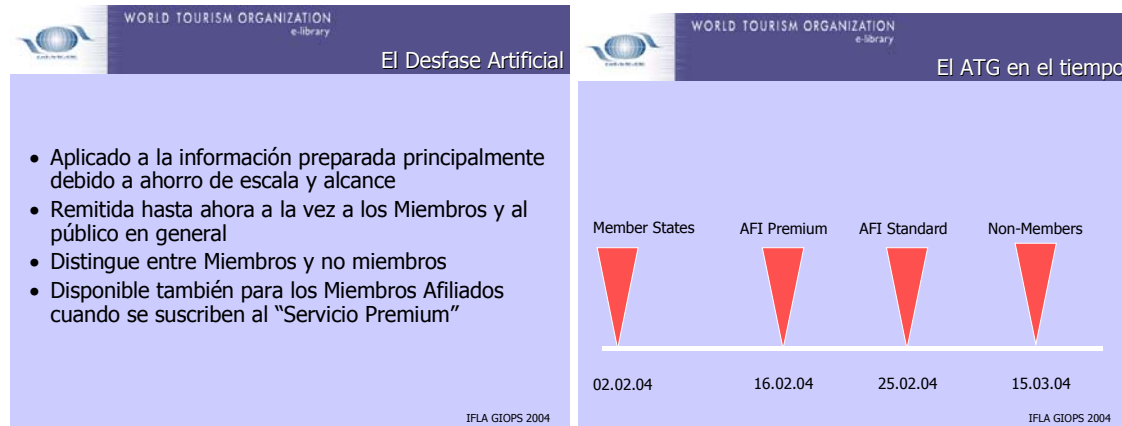 WORLD TOURISM ORGANIZATION
e-library
El Desfase Artificial
• Aplicado a la información preparada principalmente
debido a ahorro de escala y alcance
• Remitida hasta ahora a la vez a los Miembros y al
público en general
• Distingue entre Miembros y no miembros
• Disponible también para los Miembros Afiliados
cuando se suscriben al “Servicio Premium”
IFLA GIOPS 2004
WORLD TOURISM ORGANIZATION
e-library
El ATG en el tiempo
Member States AFI Premium AFI Standard Non-Members
02.02.04 16.02.04 25.02.04 15.03.04
IFLA GIOPS 2004